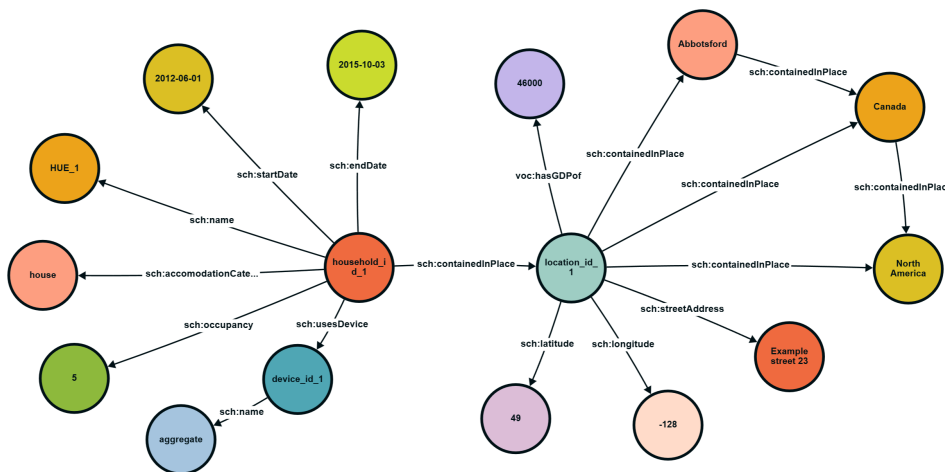 Abbotsford
2015-10-03
2012-06-01
sch:containedInPlace
46000
Canada
sch:endDate
sch:containedInPlace
HUE_1
sch:startDate
voc:hasGDPof
sch:containedInPlace
sch:containedInPlac
sch:name
household_i
d_1
location_id_
1
North
America
house
sch:accomodationCate...
sch:containedInPlace
sch:containedInPlace
sch:streetAddress
sch:occupancy
sch:usesDevice
sch:latitude
sch:longitude
Example
street 23
5
device_id_1
sch:name
49
-128
aggregate